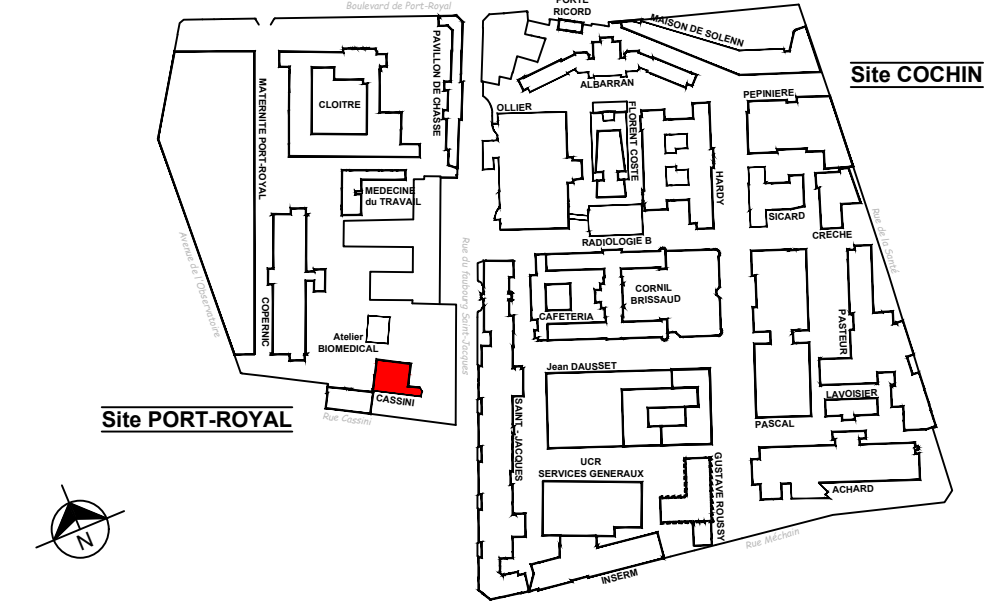 Boulevard de Port-Royal
PORTE
RICORD
MAISON DE SOLENN
Site COCHIN
PAVILLON DE CHASSE
ALBARRAN
PEPINIERE
CLOITRE
OLLIER
FLORENT COSTE
MATERNITE PORT-ROYAL
HARDY
MEDECINE
du TRAVAIL
SICARD
CRECHE
Rue de la Santé
RADIOLOGIE B
Avenue de l'Observatoire
Rue du faubourg Saint-Jacques
CORNIL
BRISSAUD
CAFETERIA
COPERNIC
PASTEUR
Atelier
BIOMEDICAL
Jean DAUSSET
CASSINI
LAVOISIER
Site PORT-ROYAL
Rue Cassini
SAINT - JACQUES
PASCAL
UCR
SERVICES GENERAUX
GUSTAVE ROUSSY
ACHARD
N
Rue Méchain
INSERM